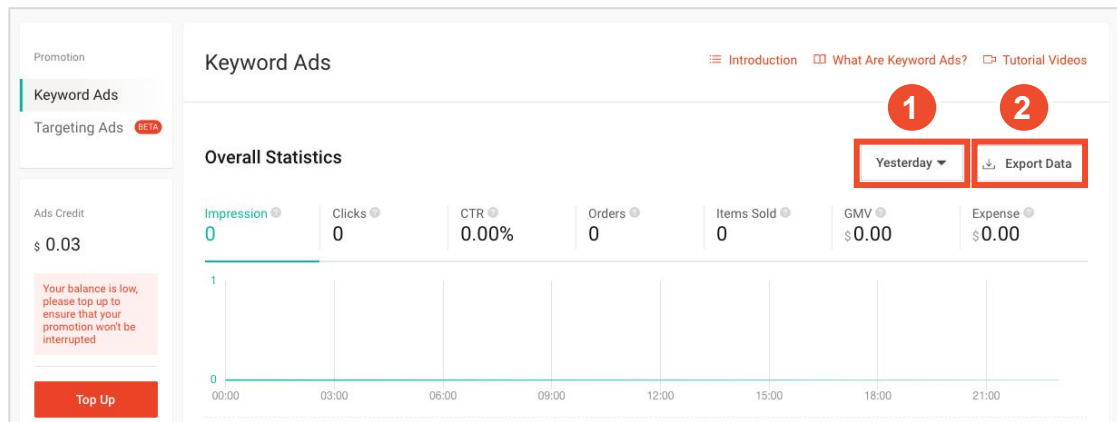 Promotion
Keyword Ads
Targeting Ads BETA
Ads Credit
$ 0.03
Your balance is low,
please top up to
ensure that your
promotion won't be
interrupted
Top Up
Keyword Ads
Introduction What Are Keyword Ads? Tutorial Videos
1 2
Overall Statistics
Yesterday Export Data
Impression ? Clicks ? CTR ? Orders ? Items Sold ? GMV ? Expense ?
0 0 0.00% 0 0 $0.00 $0.00
1
0
00:00 03:00 06:00 09:00 12:00 15:00 18:00 21:00